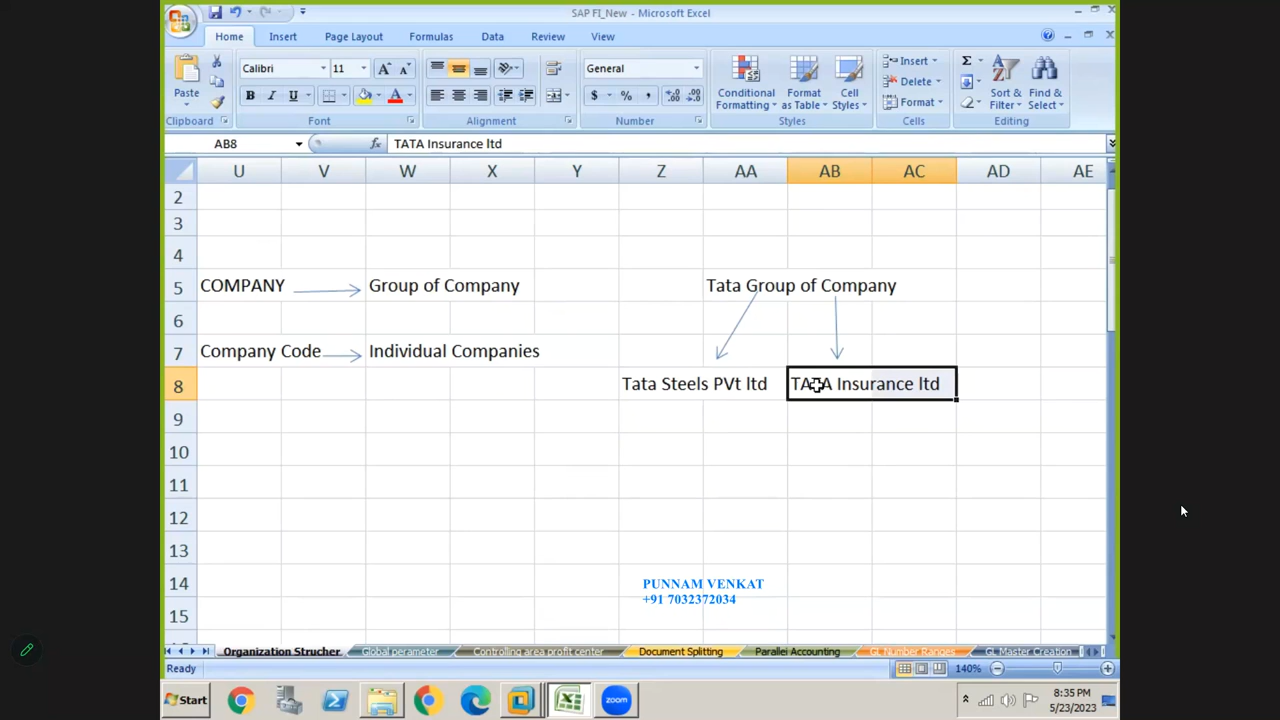 SAP FI_New - Microsoft Excel
Home Insert Page Layout Formulas Data Review View
Paste
Calibri 11
B I U
General
$ % ,
Conditional Formatting
Format as Table
Cell Styles
Insert
Delete
Format
Σ
Sort & Filter
Find & Select
Clipboard Font Alignment Number Styles Cells Editing
AB8 fx TATA Insurance ltd
U V W X Y Z AA AB AC AD AE
2
3
4
5 COMPANY Group of Company Tata Group of Company
6
7 Company Code Individual Companies
8 Tata Steels PVt ltd TATA Insurance ltd
9
10
11
12
13
14
PUNNAM VENKAT
+91 7032372034
15
Organization Strucher Global perameter Controlling area profit center Document Splitting Parallel Accounting GL Number Ranges GL Master Creation
Ready 140%
Start zoom 8:35 PM
5/23/2023